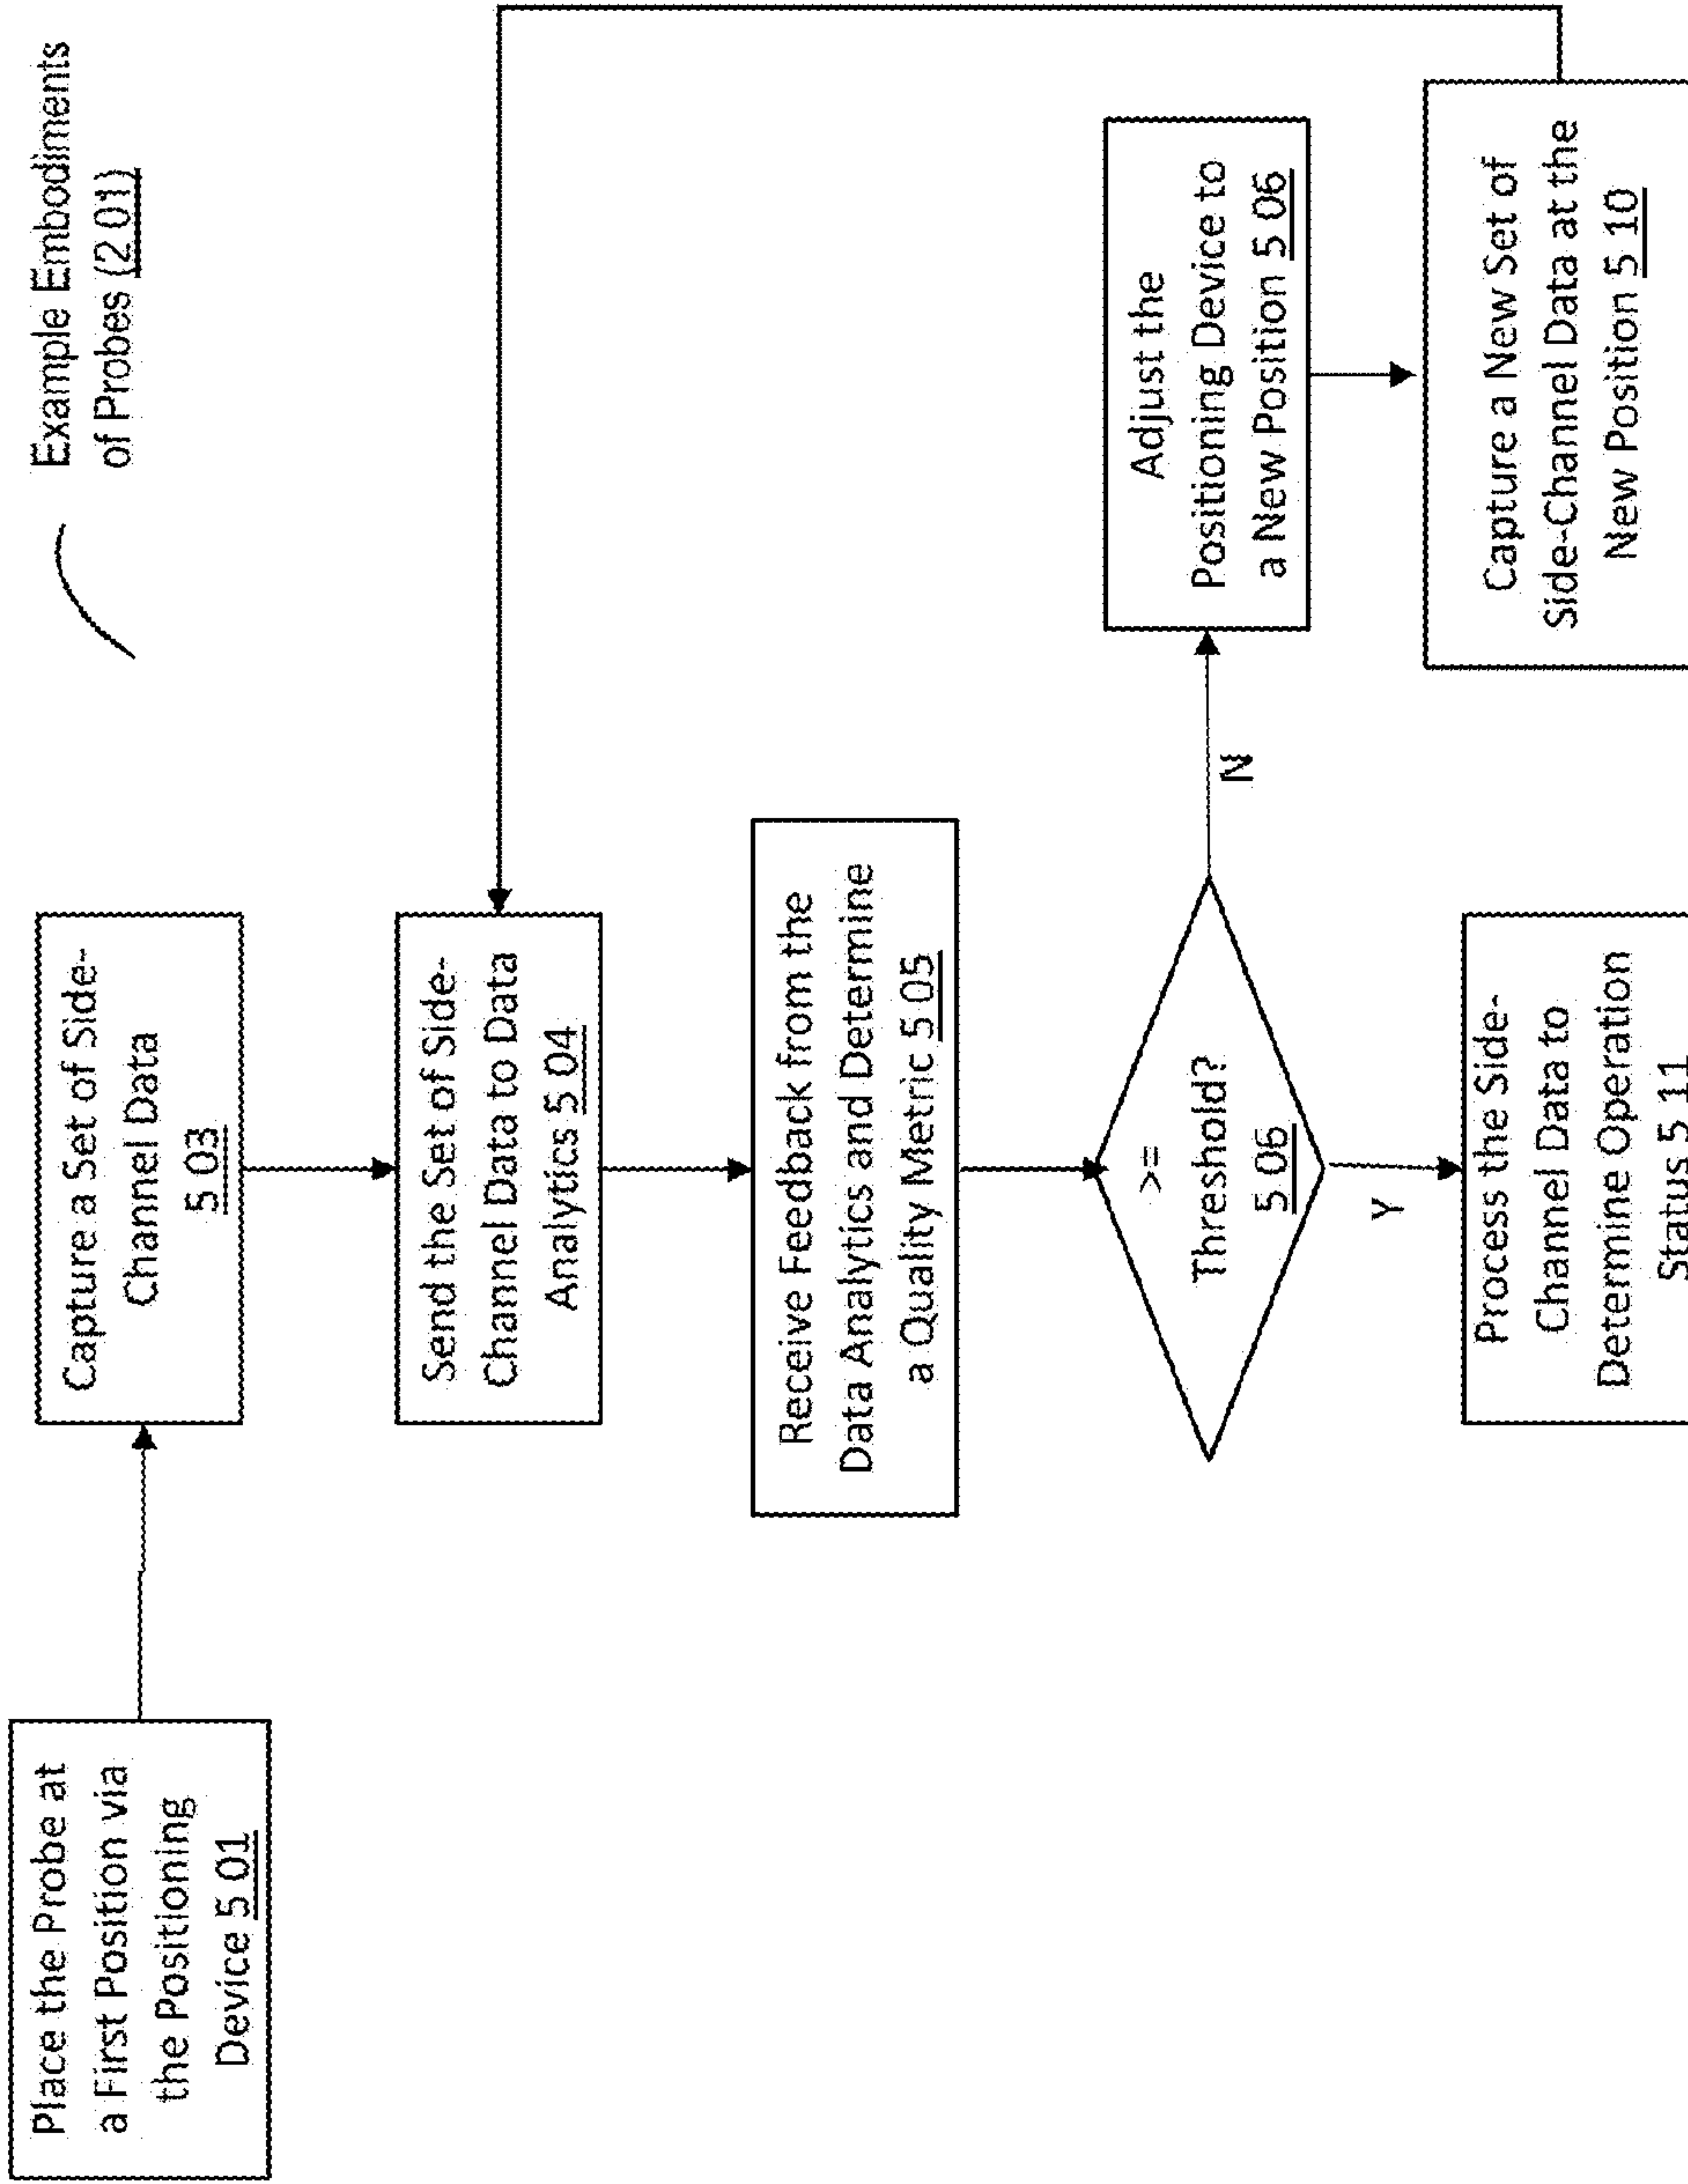 Example Embodiments
of Probes (2 01)
Place the Probe at
a First Position via
the Positioning
Device 5 01
Capture a Set of Side-
Channel Data
5 03
Send the Set of Side-
Channel Data to Data
Analytics 5 04
Receive Feedback from the
Data Analytics and Determine
a Quality Metric 5 05
>=
Threshold?
5 06
N
Adjust the
Positioning Device to
a New Position 5 06
Capture a New Set of
Side-Channel Data at the
New Position 5 10
Y
Process the Side-
Channel Data to
Determine Operation
Status 5 11